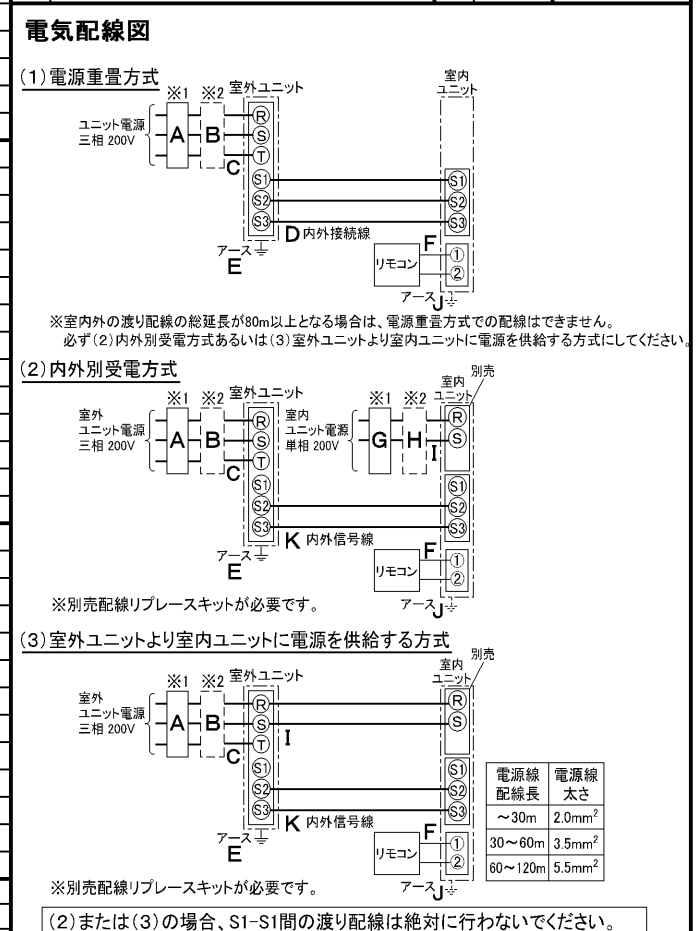 電気配線図
(1)電源重畳方式
※1 ※2 室外ユニット
室内
ユニット
ユニット電源
三相 200V
A B C
R
S
T
S1
S2
S3
S1
S2
S3
D 内外接続線
アース
E
リモコン
F
①
②
アース J
※室内外の渡り配線の総延長が80m以上となる場合は、電源重畳方式での配線はできません。
必ず(2)内外別受電方式あるいは(3)室外ユニットより室内ユニットに電源を供給する方式にしてください。
(2)内外別受電方式
※1 ※2 室外ユニット
室外
ユニット電源
三相 200V
A B C
R
S
T
S1
S2
S3
※1 ※2
室内
ユニット
別売
室内
ユニット電源
単相 200V
G H I
R
S
S1
S2
S3
K 内外信号線
アース
E
リモコン
F
①
②
アース J
※別売配線リプレースキットが必要です。
(3)室外ユニットより室内ユニットに電源を供給する方式
※1 ※2 室外ユニット
室内
ユニット
別売
室外
ユニット電源
三相 200V
A B C
R
S
T
S1
S2
S3
I
R
S
S1
S2
S3
K 内外信号線
アース
E
リモコン
F
①
②
アース J
電源線 電源線
配線長 太さ
～30m 2.0mm²
30～60m 3.5mm²
60～120m 5.5mm²
※別売配線リプレースキットが必要です。
(2)または(3)の場合、S1-S1間の渡り配線は絶対に行わないでください。